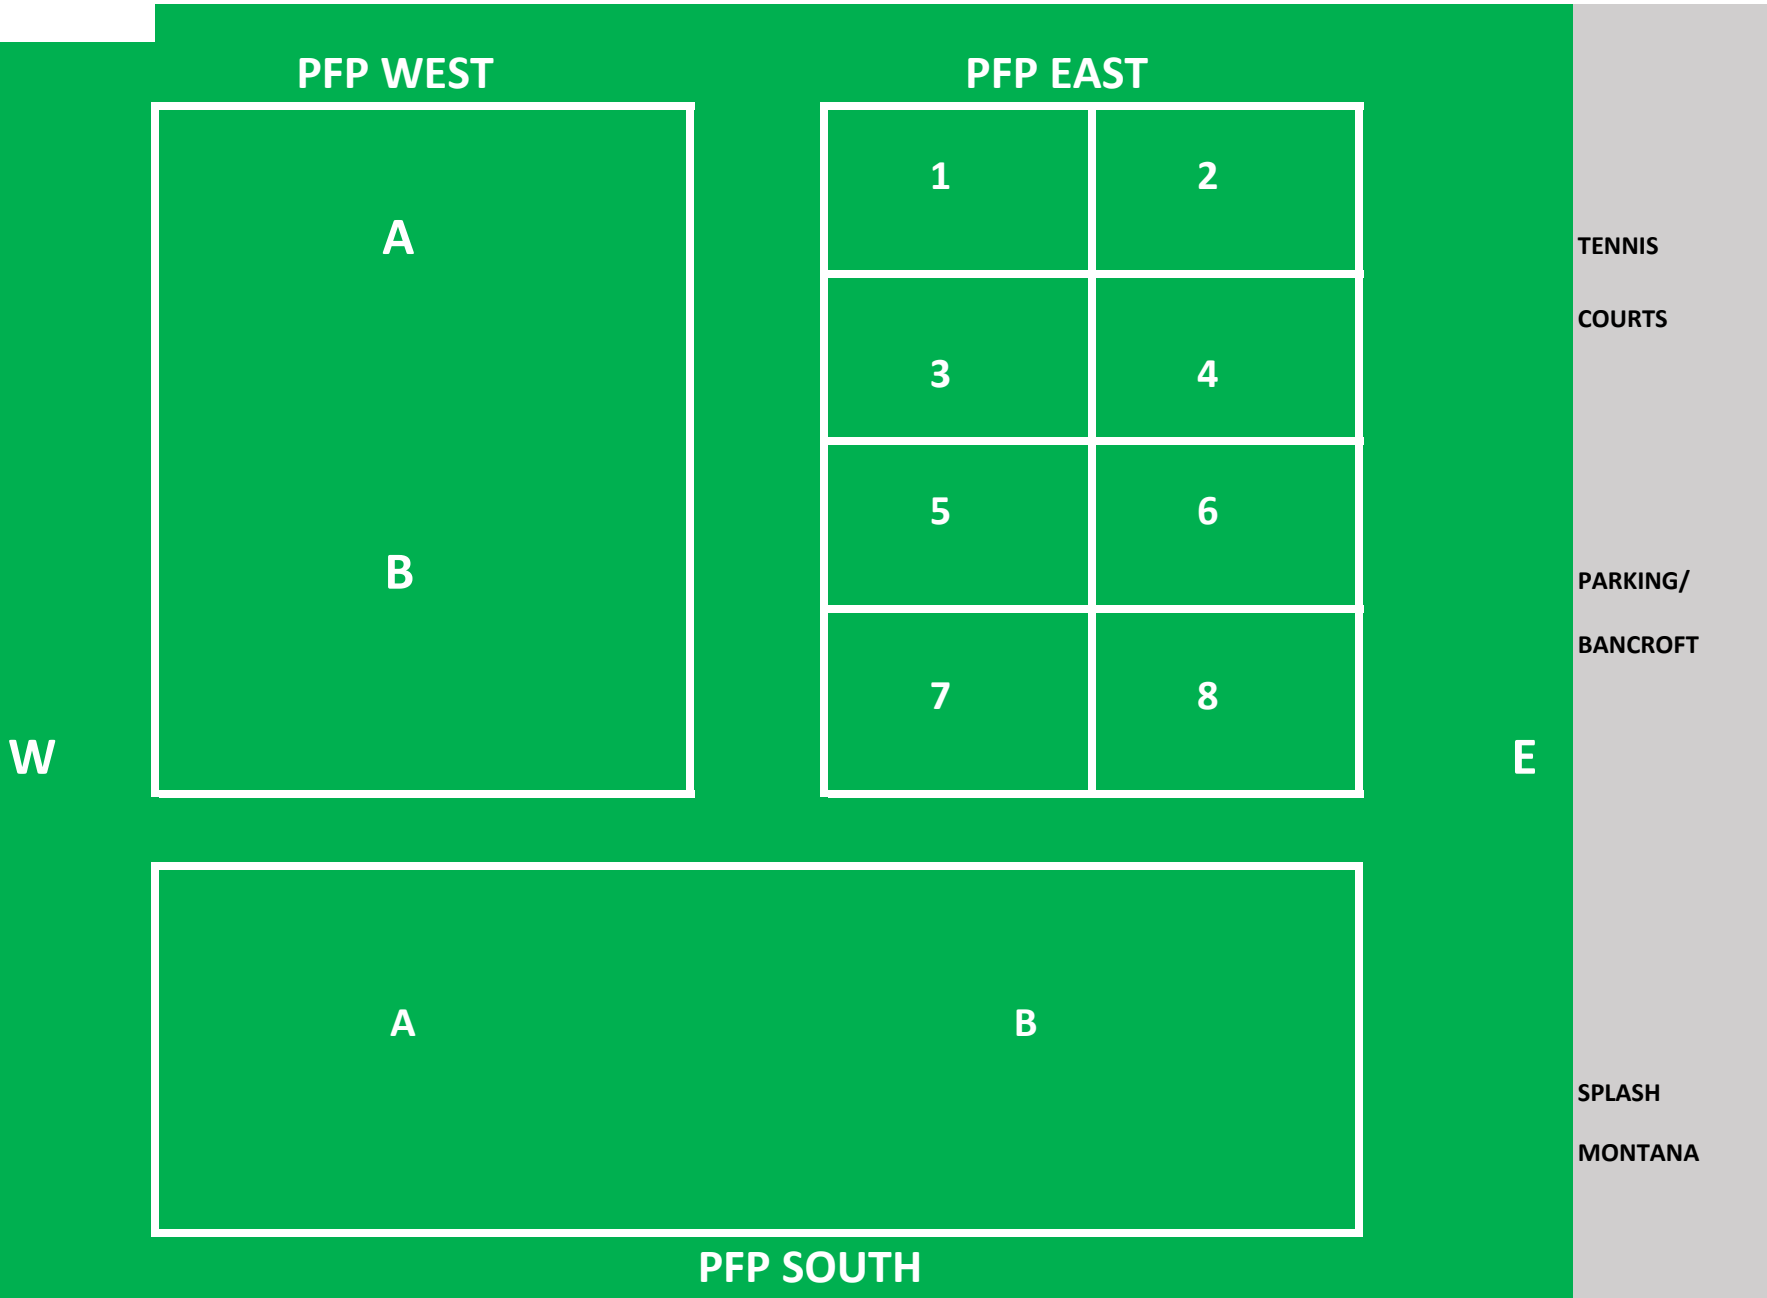 PFP WEST
PFP EAST
1
2
A
TENNIS
COURTS
3
4
5
6
B
PARKING/
BANCROFT
7
8
W
E
A
B
SPLASH
MONTANA
PFP SOUTH